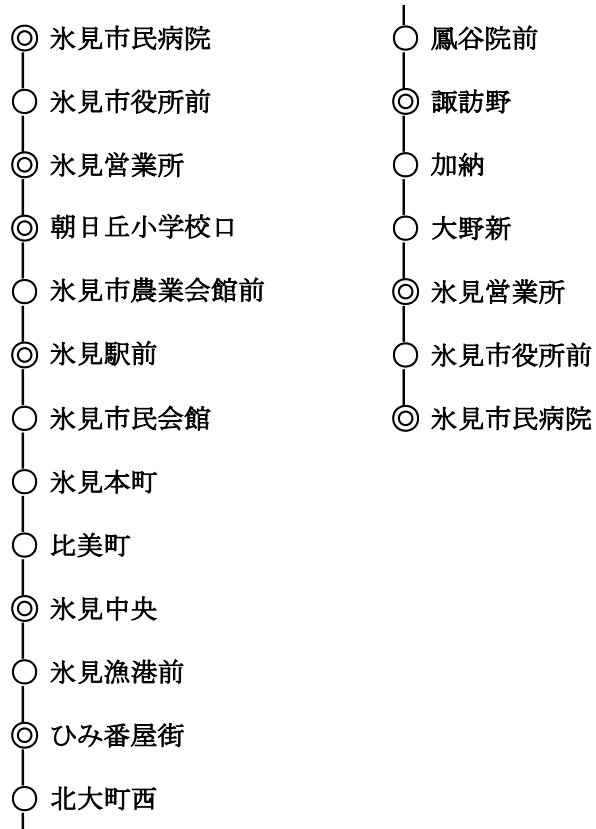 氷見市民病院
氷見市役所前
氷見営業所
朝日丘小学校口
氷見市農業会館前
氷見駅前
氷見市民会館
氷見本町
比美町
氷見中央
氷見漁港前
ひみ番屋街
北大町西
鳳谷院前
諏訪野
加納
大野新
氷見営業所
氷見市役所前
氷見市民病院